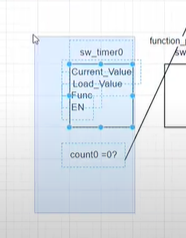 sw_timer0
function_
sw
Current_Value
Load_Value
Func
EN
count0 =0?